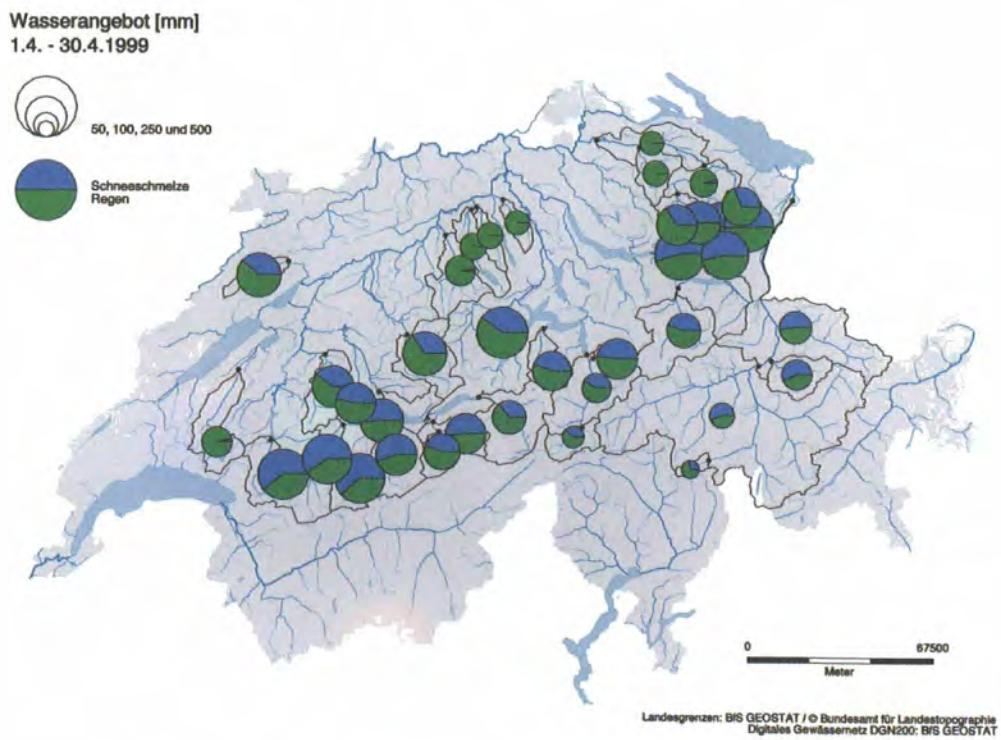 Wasserangebot [mm]
1.4. - 30.4.1999
50, 100, 250 und 500
Schneeschmelze
Regen
0 67500
Meter
Landesgrenzen: BfS GEOSTAT / © Bundesamt für Landestopographie
Digitales Gewässernetz DGN200: BfS GEOSTAT